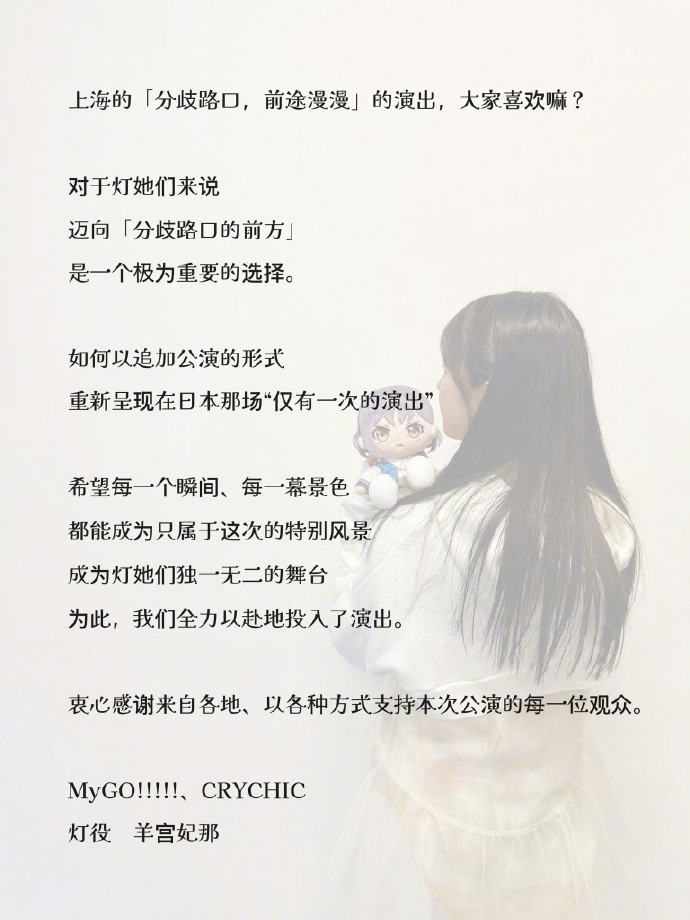 上海的「分歧路口，前途漫漫」的演出，大家喜欢嘛？
对于灯她们来说
迈向「分歧路口的前方」
是一个极为重要的选择。
如何以追加公演的形式
重新呈现在日本那场“仅有一次的演出”
希望每一个瞬间、每一幕景色
都能成为只属于这次的特别风景
成为灯她们独一无二的舞台
为此，我们全力以赴地投入了演出。
衷心感谢来自各地、以各种方式支持本次公演的每一位观众。
MyGO!!!!!、CRYCHIC
灯役　羊宫妃那